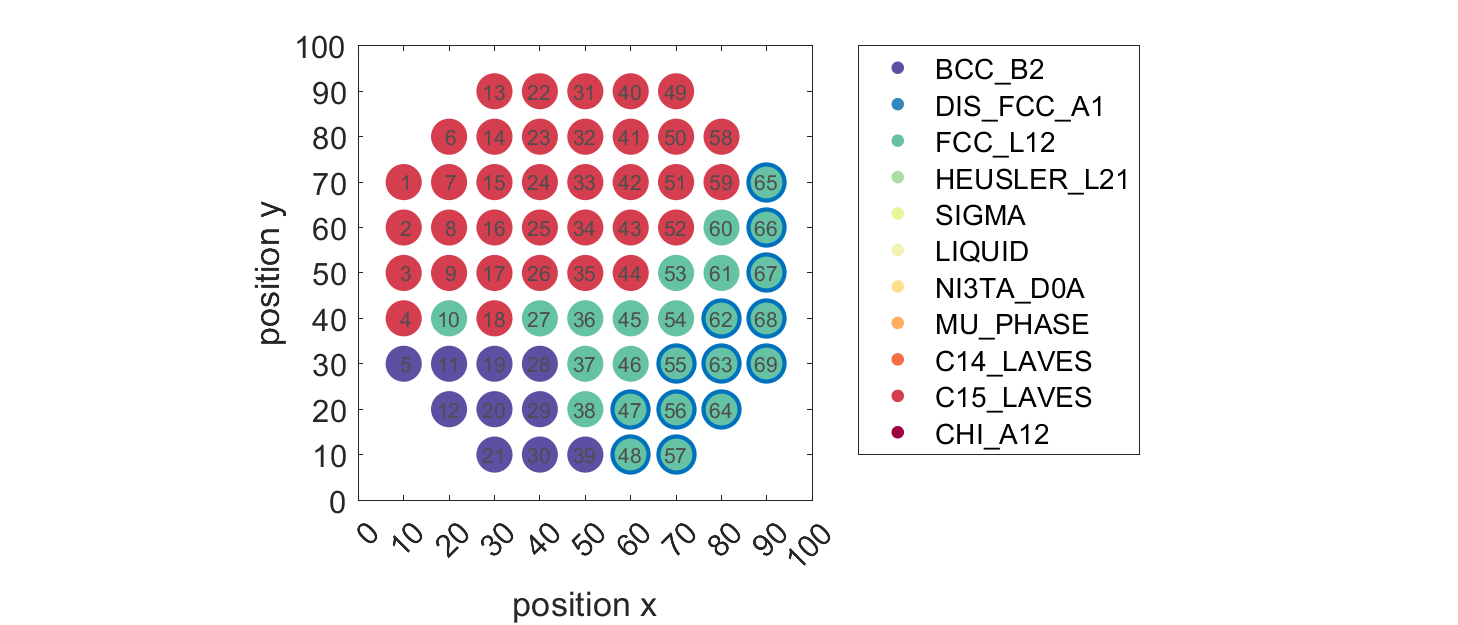 100
90 13 22 31 40 49
80 6 14 23 32 41 50 58
70 1 7 15 24 33 42 51 59 65
60 2 8 16 25 34 43 52 60 66
50 3 9 17 26 35 44 53 61 67
40 4 10 18 27 36 45 54 62 68
30 5 11 19 28 37 46 55 63 69
20 12 20 29 38 47 56 64
10 21 30 39 48 57
0
0 10 20 30 40 50 60 70 80 90 100
position x
position y
BCC_B2
DIS_FCC_A1
FCC_L12
HEUSLER_L21
SIGMA
LIQUID
NI3TA_D0A
MU_PHASE
C14_LAVES
C15_LAVES
CHI_A12